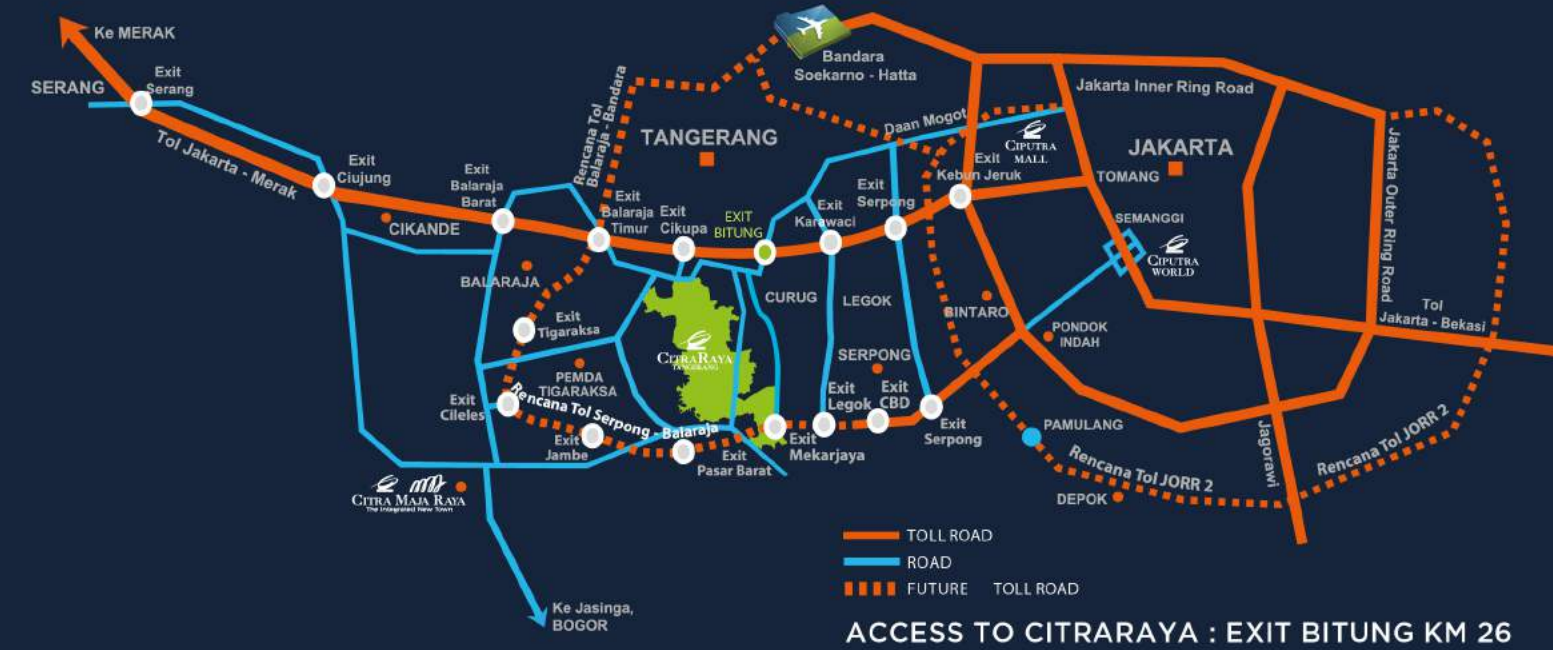 Ke MERAK
SERANG
Exit
Serang
Tol Jakarta - Merak
Exit
Ciujung
CIKANDE
Exit
Balaraja
Barat
BALARAJA
Rencana Tol
Balaraja - Bandara
Exit
Balaraja
Timur
TANGERANG
Exit
Cikupa
EXIT
BITUNG
Bandara
Soekarno - Hatta
Daan Mogot
Exit
Karawaci
Exit
Serpong
Exit
Kebun Jeruk
CIPUTRA
MALL
Jakarta Inner Ring Road
JAKARTA
TOMANG
SEMANGGI
CIPUTRA
WORLD
Jakarta Outer Ring Road
Tol
Jakarta - Bekasi
CURUG
LEGOK
BINTARO
PONDOK
INDAH
SERPONG
Exit
Tigaraksa
PEMDA
TIGARAKSA
CITRARAYA
TANGERANG
Exit
Cileles
Rencana Tol Serpong - Balaraja
Exit
Jambe
Exit
Pasar Barat
Exit
Mekarjaya
Exit
Legok
Exit
CBD
Exit
Serpong
PAMULANG
Rencana Tol JORR 2
DEPOK
Jagorawi
Rencana Tol JORR 2
CITRA MAJA RAYA
The Integrated New Town
Ke Jasinga,
BOGOR
TOLL ROAD
ROAD
FUTURE TOLL ROAD
ACCESS TO CITRARAYA : EXIT BITUNG KM 26